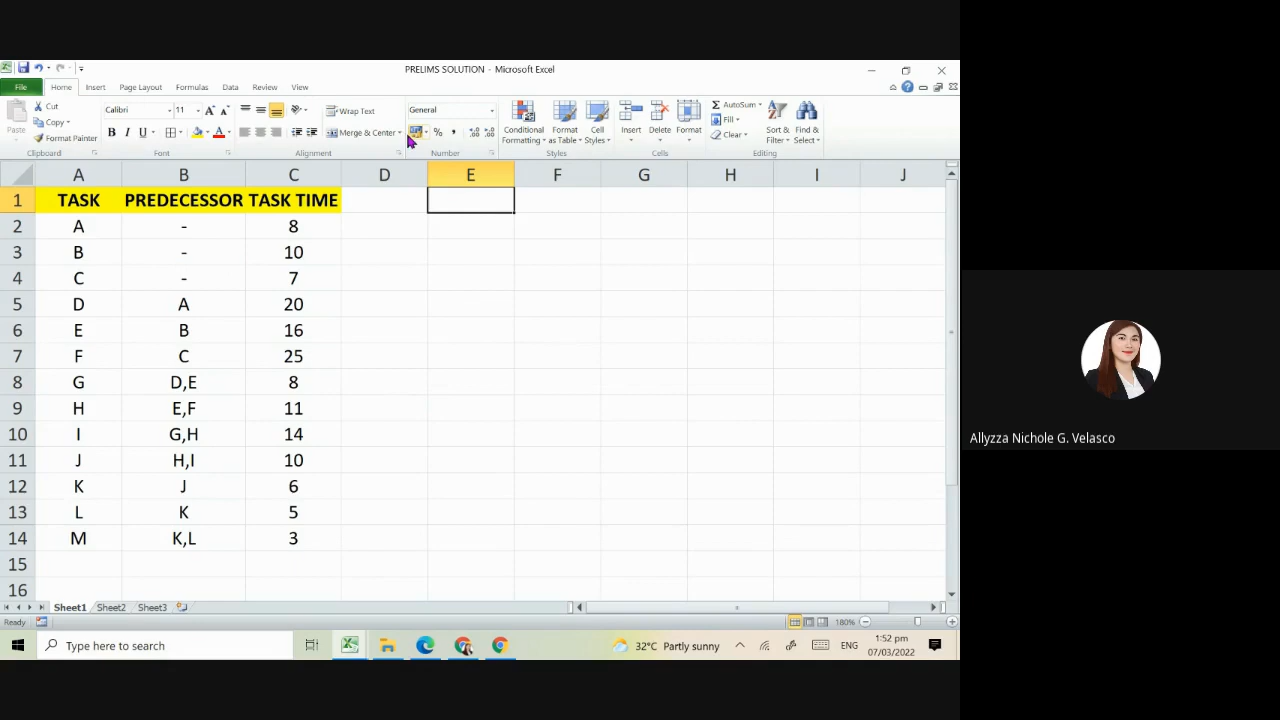 PRELIMS SOLUTION - Microsoft Excel
File Home Insert Page Layout Formulas Data Review View
Cut
Copy
Format Painter
Paste
Clipboard
Calibri 11
B I U
Font
Wrap Text
Merge & Center
Alignment
General
%
Number
Conditional Formatting
Format as Table
Cell Styles
Styles
Insert
Delete
Format
Cells
AutoSum
Fill
Clear
Sort & Filter
Find & Select
Editing
A B C D E F G H I J
1 TASK PREDECESSOR TASK TIME
2 A - 8
3 B - 10
4 C - 7
5 D A 20
6 E B 16
7 F C 25
8 G D,E 8
9 H E,F 11
10 I G,H 14
11 J H,I 10
12 K J 6
13 L K 5
14 M K,L 3
15
16
Sheet1 Sheet2 Sheet3
Ready
180%
Type here to search
32°C Partly sunny
ENG
1:52 pm
07/03/2022
Allyzza Nichole G. Velasco